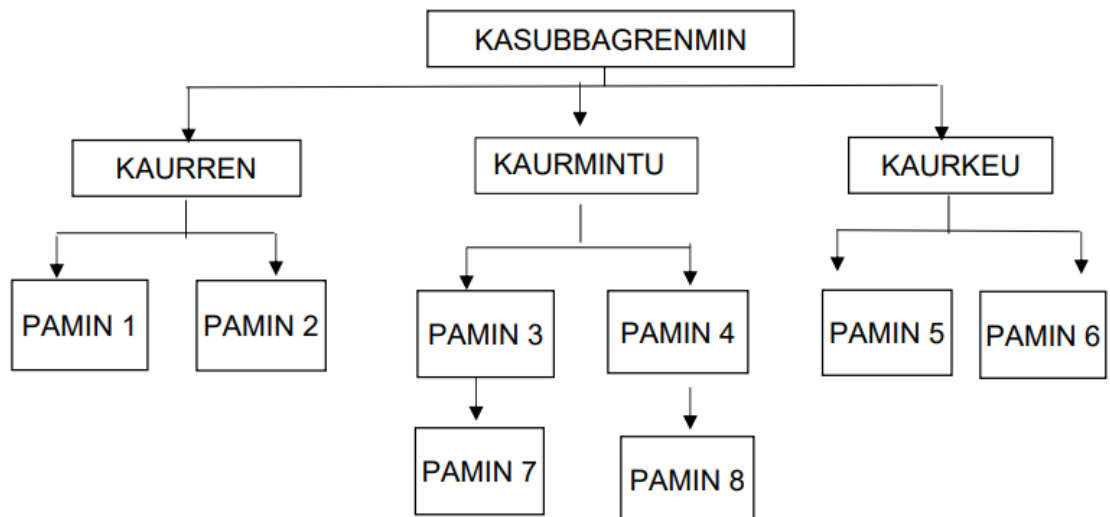 KASUBBAGRENMIN
KAURREN
KAURMINTU
KAURKEU
PAMIN 1
PAMIN 2
PAMIN 3
PAMIN 4
PAMIN 5
PAMIN 6
PAMIN 7
PAMIN 8